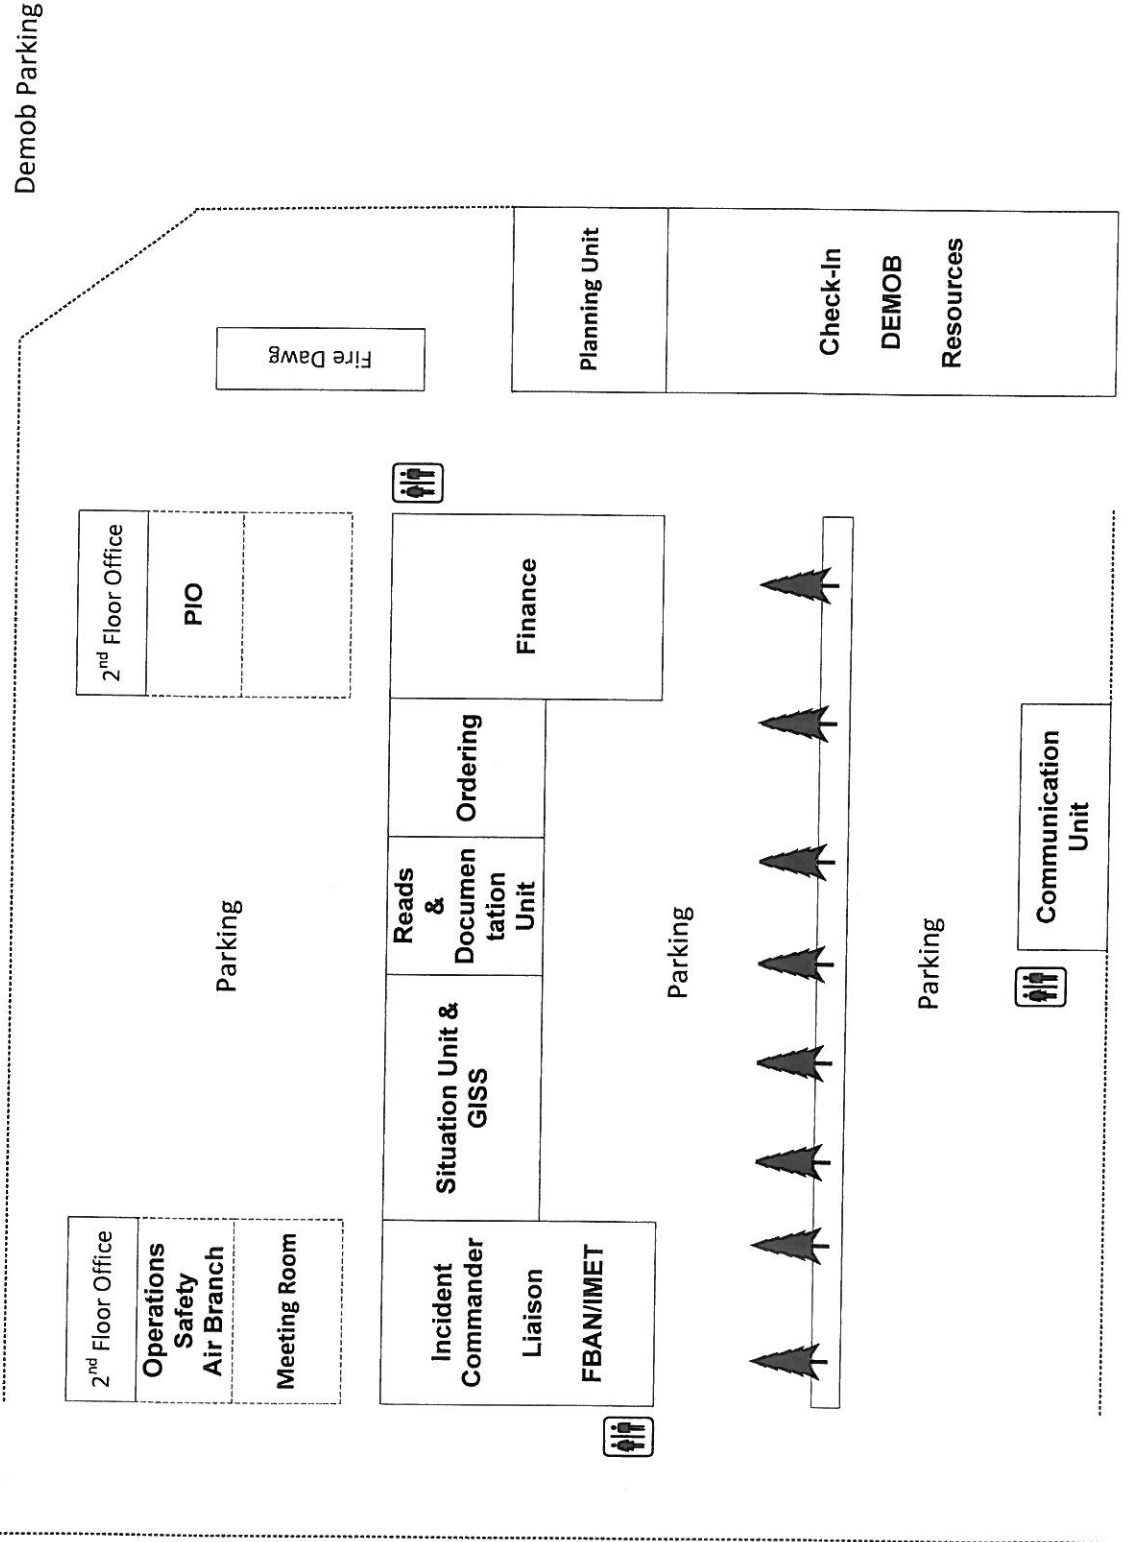 Demob Parking
2nd Floor Office
Operations
Safety
Air Branch
Meeting Room
Parking
2nd Floor Office
PIO
Fire Dawg
Incident
Commander
Liaison
FBAN/IMET
Situation Unit &
GISS
Reads
&
Documen
tation
Unit
Ordering
Finance
Planning Unit
Check-In
DEMOB
Resources
Parking
Parking
Communication
Unit